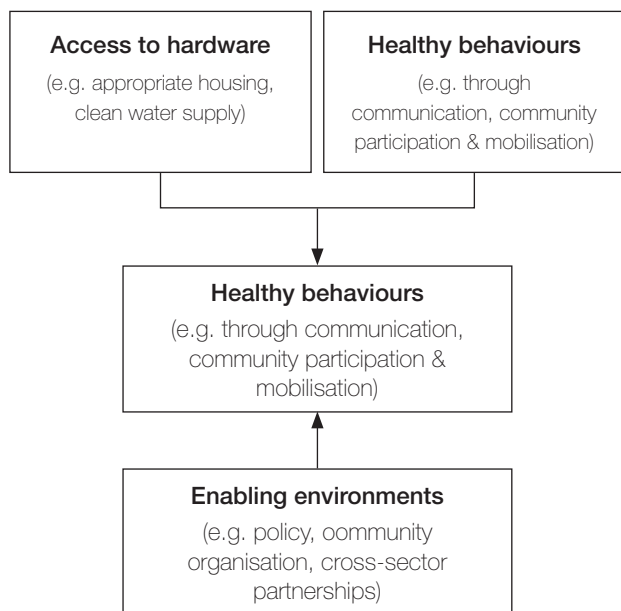 Access to hardware
(e.g. appropriate housing,
clean water supply)
Healthy behaviours
(e.g. through
communication, community
participation & mobilisation)
Healthy behaviours
(e.g. through communication,
community participation &
mobilisation)
Enabling environments
(e.g. policy, oommunity
organisation, cross-sector
partnerships)